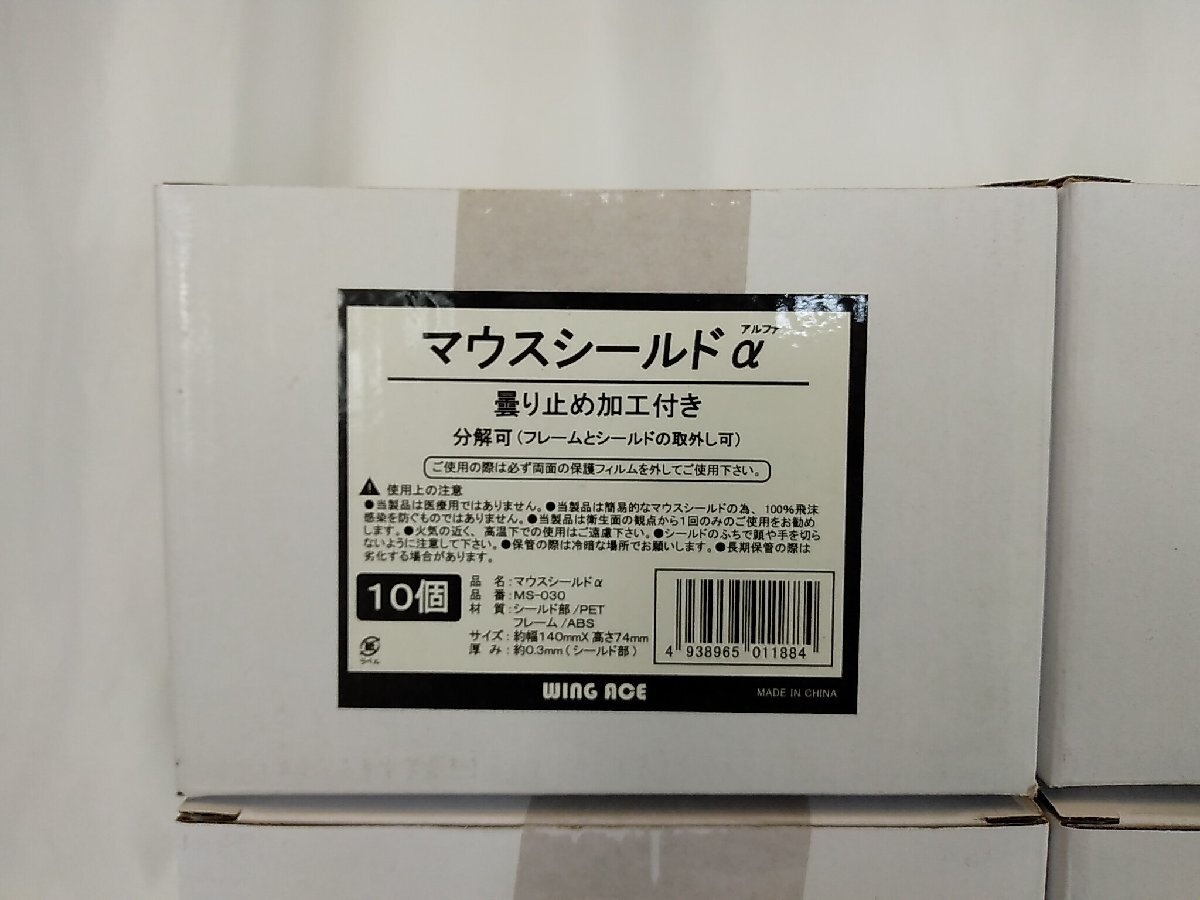 アルファ
マウスシールドα
曇り止め加工付き
分解可(フレームとシールドの取外し可)
ご使用の際は必ず両面の保護フィルムを外してご使用下さい。
使用上の注意
●当製品は医療用ではありません。●当製品は簡易的なマウスシールドの為、100%飛沫
感染を防ぐものではありません。●当製品は衛生面の観点から1回のみのご使用をお勧め
します。●火気の近く、高温下での使用はご遠慮下さい。●シールドのふちで顔や手を切ら
ないように注意して下さい。●保管の際は冷暗な場所でお願いします。●長期保管の際は
劣化する場合があります。
10個
品 名:マウスシールドα
品 番:MS-030
材 質:シールド部/PET
フレーム/ABS
サイズ:約幅140mmX高さ74mm
厚 み:約0.3mm(シールド部)
紙
ラベル
4 938965 011884
WING ACE
MADE IN CHINA